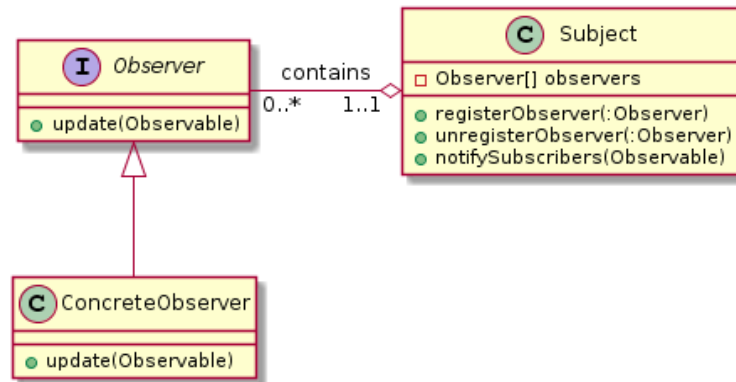 I Observer
update(Observable)
contains
0..* 1..1
C Subject
Observer[] observers
registerObserver(:Observer)
unregisterObserver(:Observer)
notifySubscribers(Observable)
C ConcreteObserver
update(Observable)